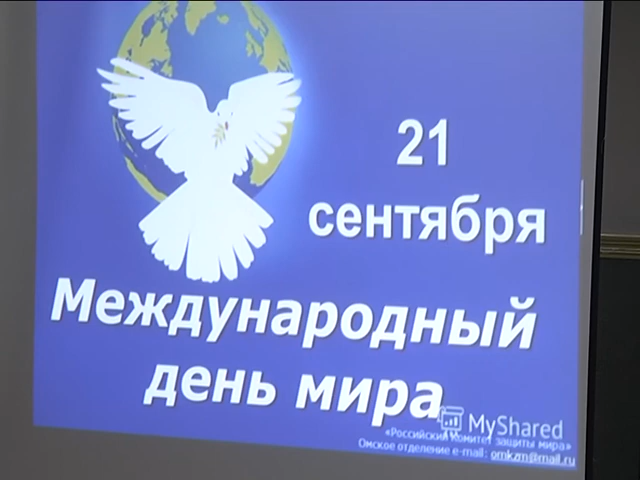 21
сентября
Международный
день мира
MyShared
«Российский Комитет защиты мира»
Омское отделение e-mail: omkzm@mail.ru